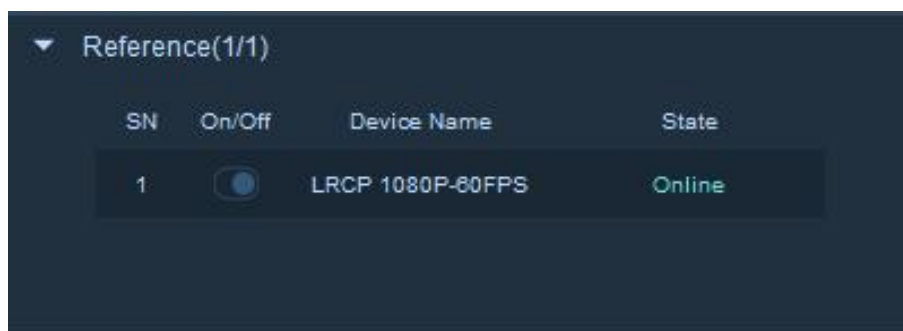 Reference(1/1)
SN On/Off Device Name State
1 LRCP 1080P-60FPS Online